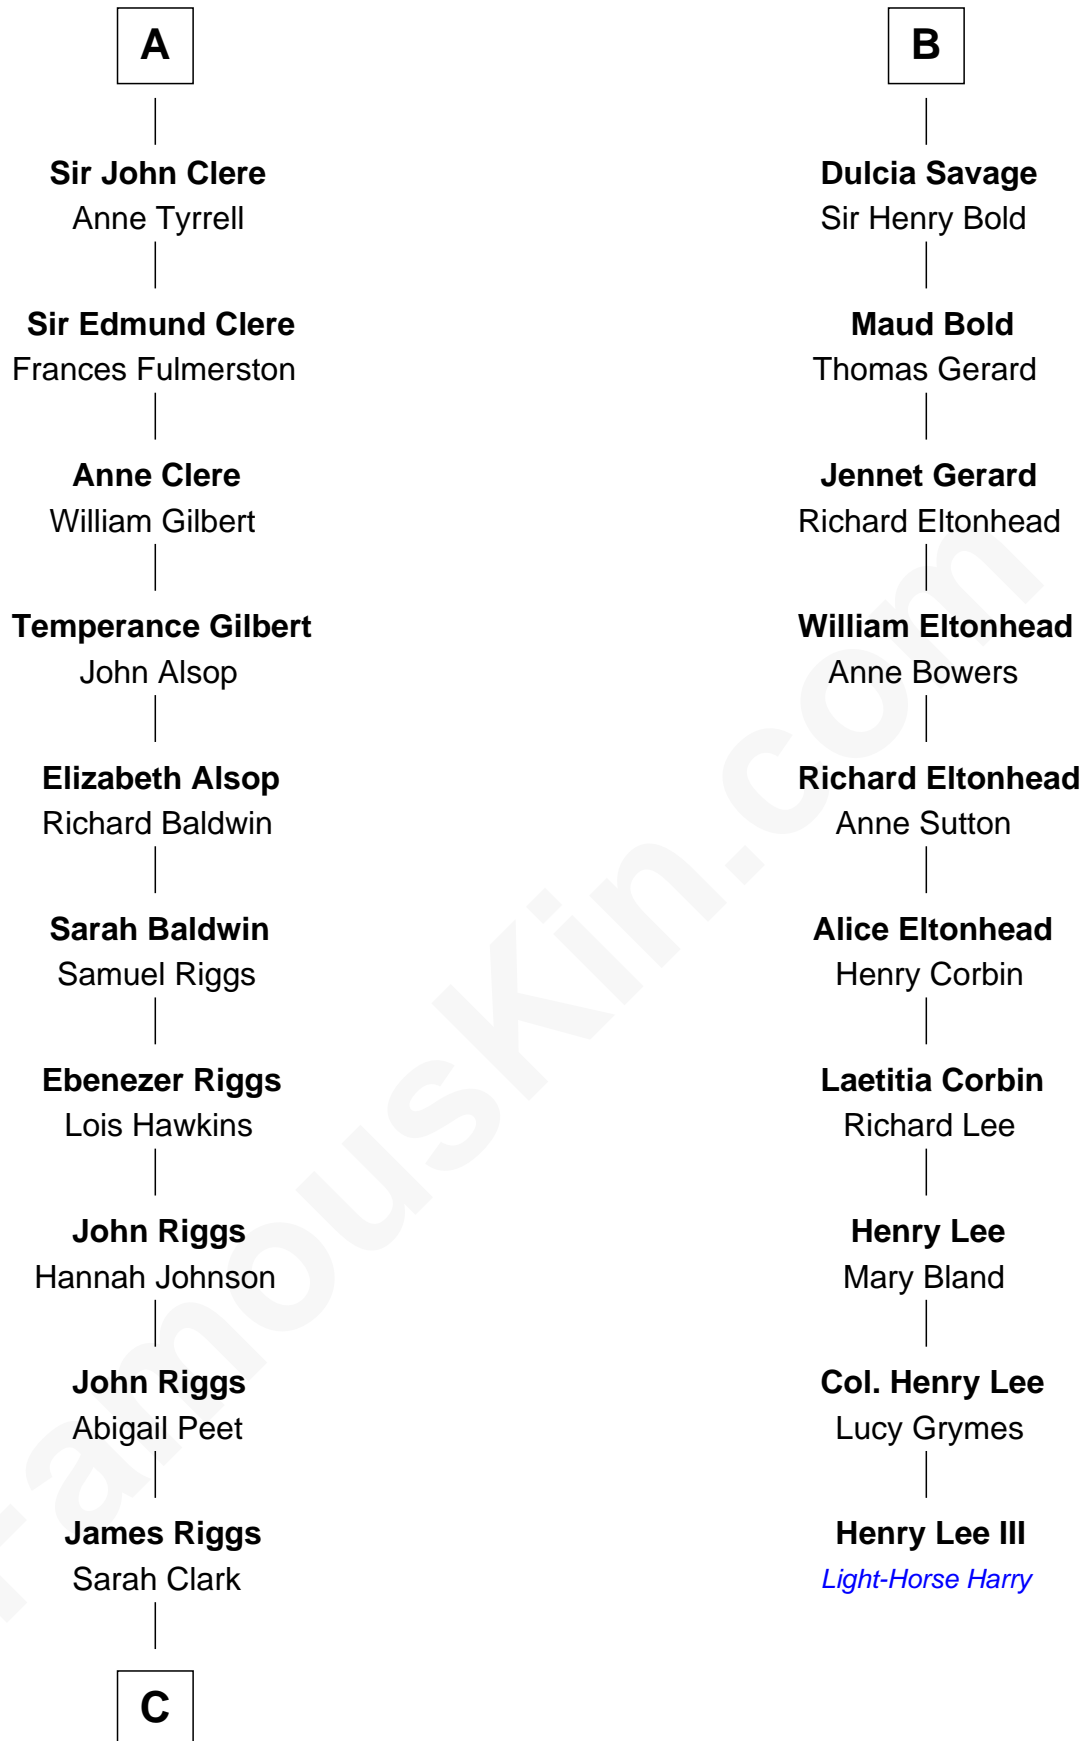 A
Sir John Clere
Anne Tyrrell
Sir Edmund Clere
Frances Fulmerston
Anne Clere
William Gilbert
Temperance Gilbert
John Alsop
Elizabeth Alsop
Richard Baldwin
Sarah Baldwin
Samuel Riggs
Ebenezer Riggs
Lois Hawkins
John Riggs
Hannah Johnson
John Riggs
Abigail Peet
James Riggs
Sarah Clark
C
B
Dulcia Savage
Sir Henry Bold
Maud Bold
Thomas Gerard
Jennet Gerard
Richard Eltonhead
William Eltonhead
Anne Bowers
Richard Eltonhead
Anne Sutton
Alice Eltonhead
Henry Corbin
Laetitia Corbin
Richard Lee
Henry Lee
Mary Bland
Col. Henry Lee
Lucy Grymes
Henry Lee III
Light-Horse Harry
FamousKin.com